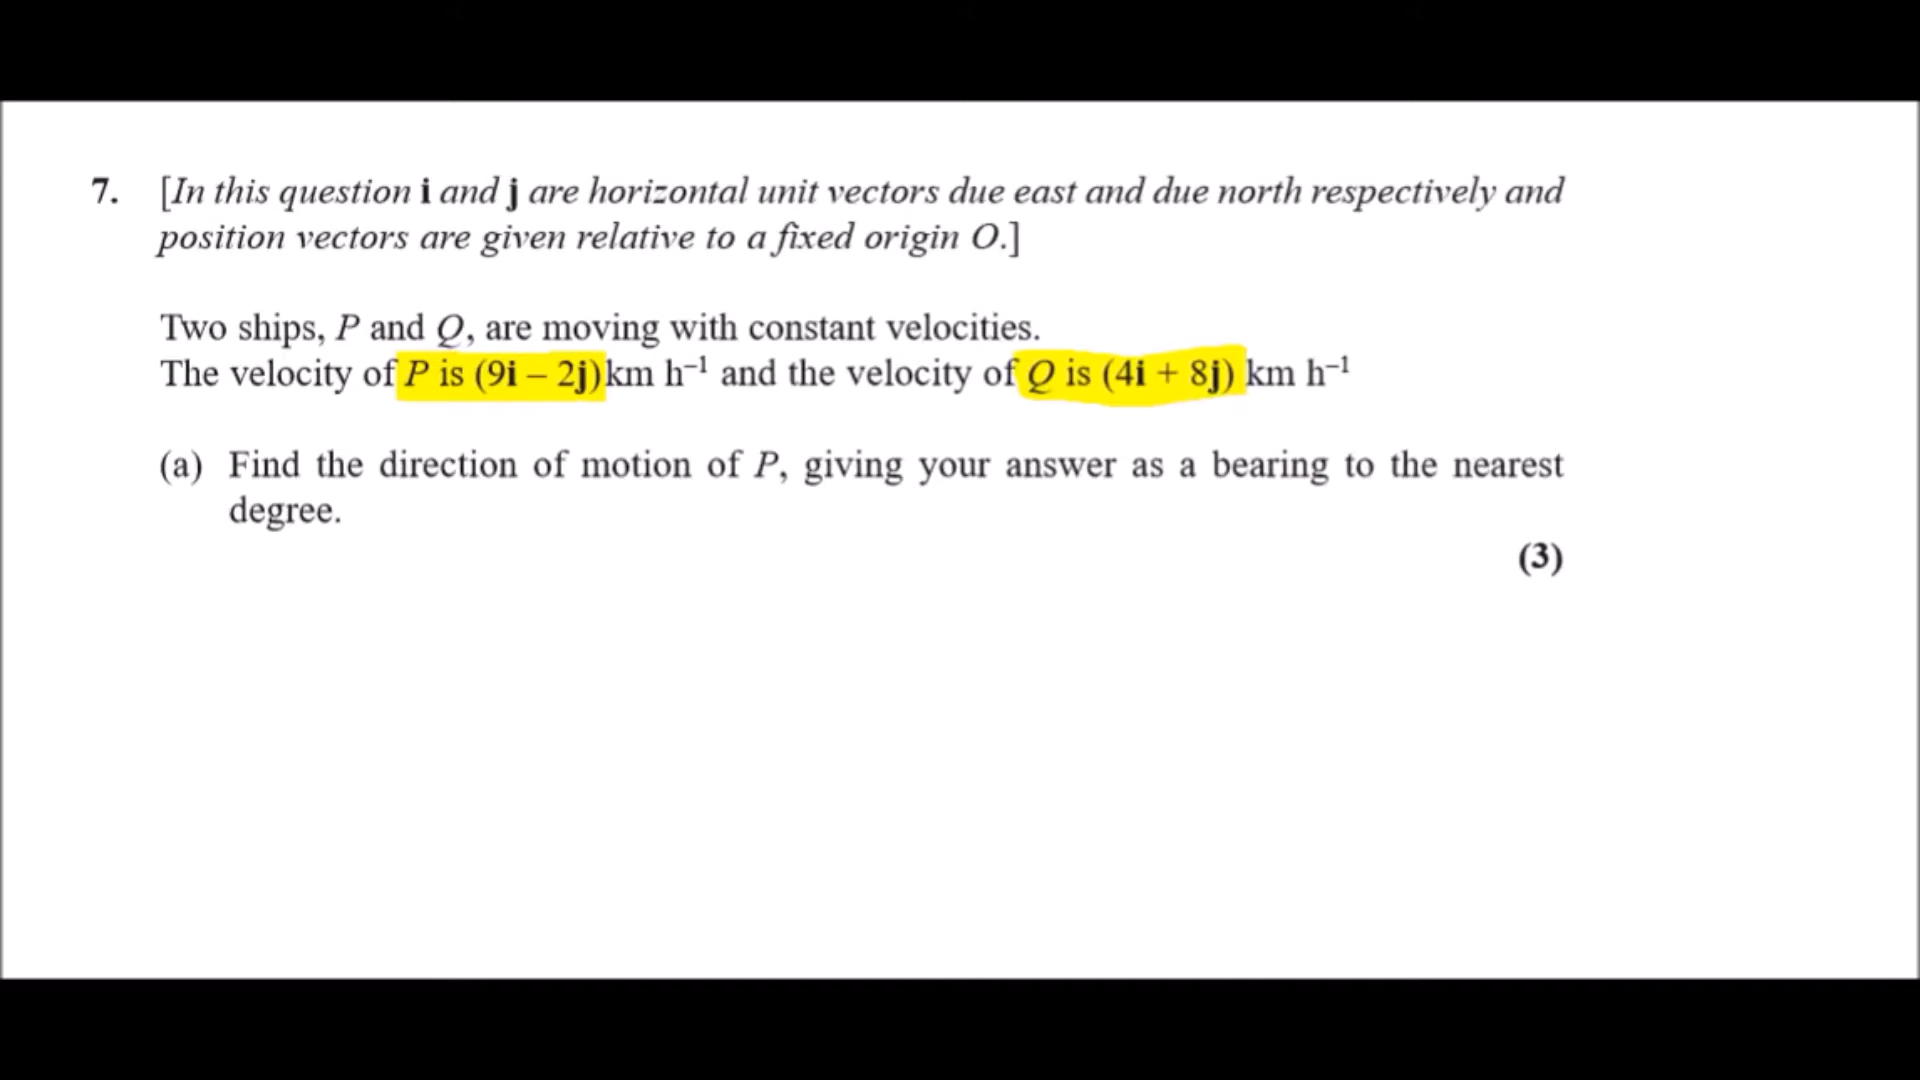 7. [In this question i and j are horizontal unit vectors due east and due north respectively and
position vectors are given relative to a fixed origin O.]
Two ships, P and Q, are moving with constant velocities.
The velocity of P is (9i – 2j) km h⁻¹ and the velocity of Q is (4i + 8j) km h⁻¹
(a) Find the direction of motion of P, giving your answer as a bearing to the nearest
degree.
(3)